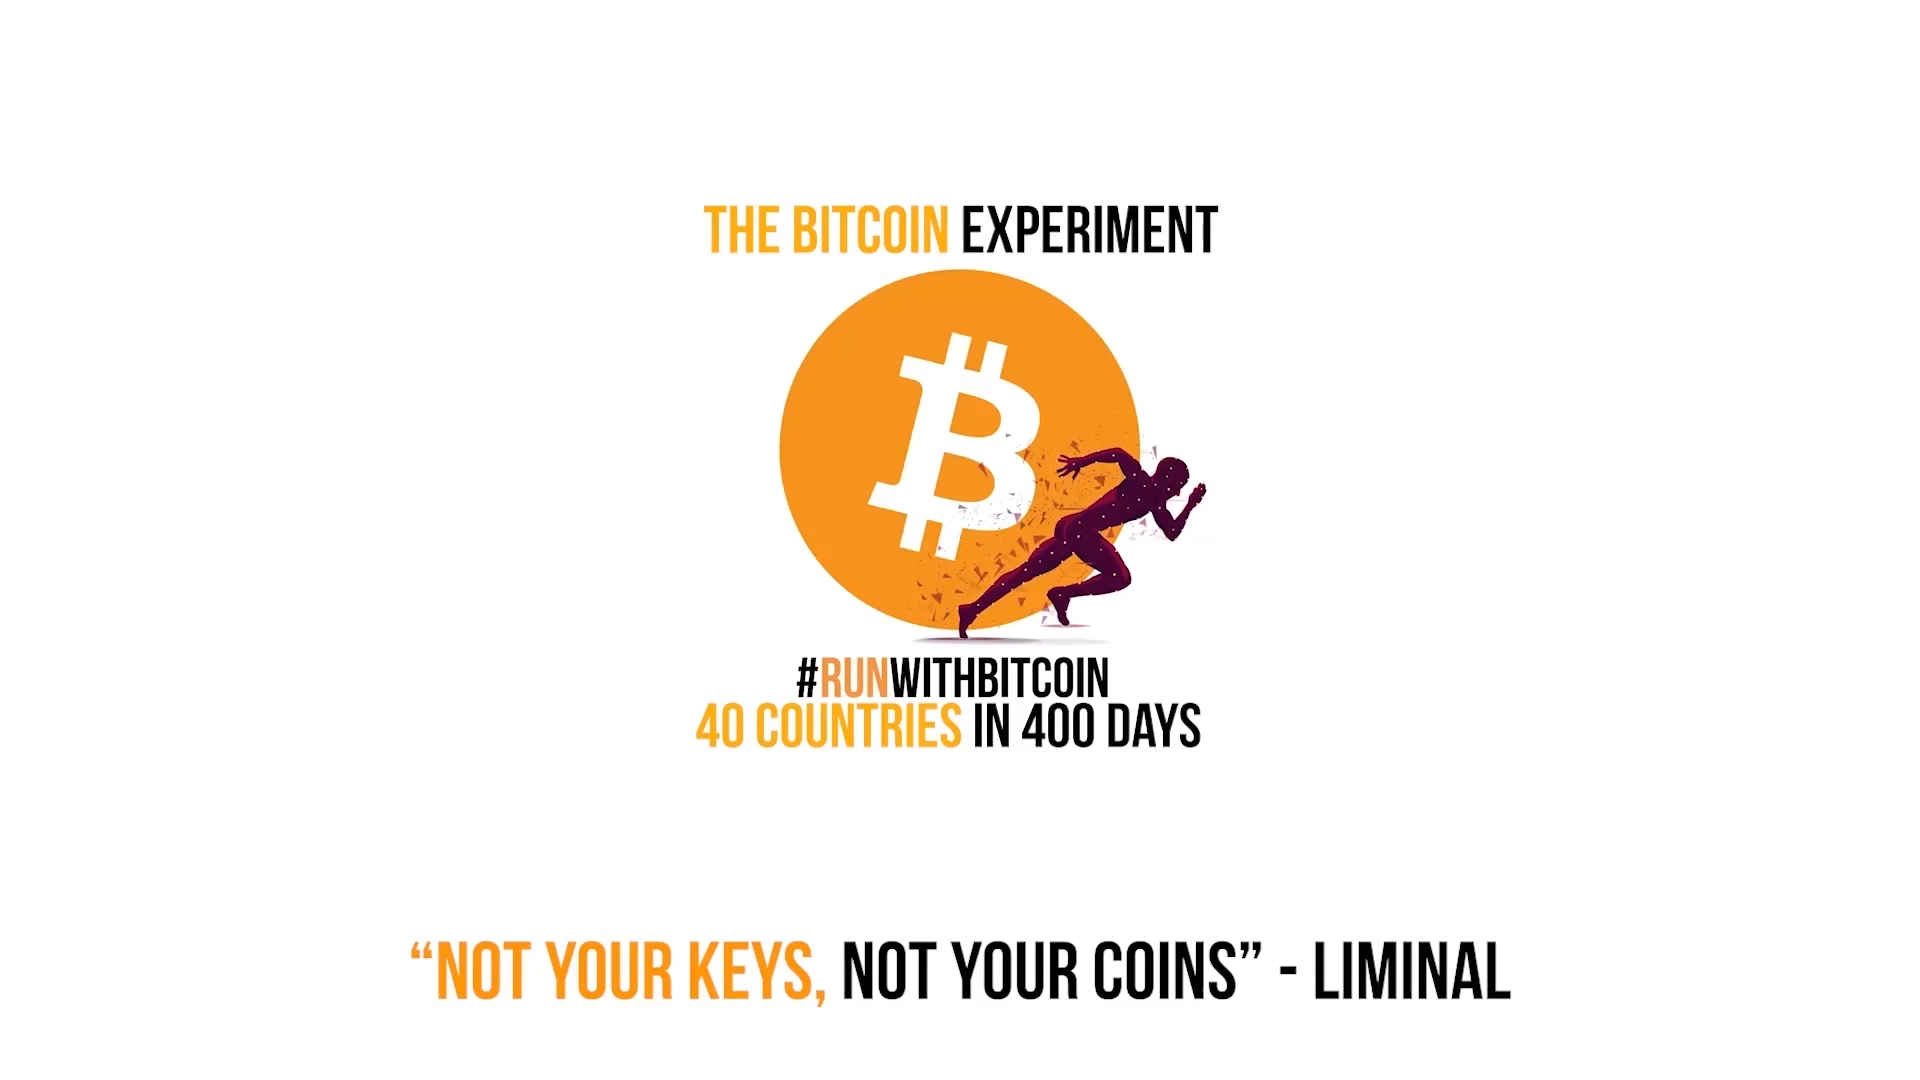 THE BITCOIN EXPERIMENT
#RUNWITHBITCOIN
40 COUNTRIES IN 400 DAYS
“NOT YOUR KEYS, NOT YOUR COINS” - LIMINAL